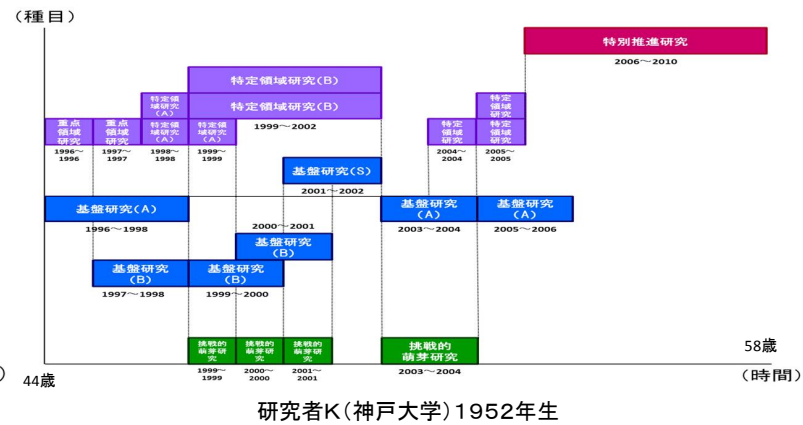 (種目)
特別推進研究
2006～2010
特定領域研究(B)
特定領
域研究
(A)
特定領域研究(B)
特定
領域
研究
重点
領域
研究
重点
領域
研究
特定領
域研究
(A)
特定領
域研究
(A)
1999～2002
特定領
域研究
特定
領域
研究
1996～
1996
1997～
1997
1998～
1998
1999～
1999
2004～
2004
2005～
2005
基盤研究(S)
2001～2002
基盤研究(A)
1996～1998
基盤研究
(A)
2003～2004
基盤研究
(A)
2005～2006
2000～2001
基盤研究
(B)
基盤研究
(B)
1997～1998
基盤研究
(B)
1999～2000
挑戦的
萌芽研
究
挑戦的
萌芽研
究
挑戦的
萌芽研
究
挑戦的
萌芽研究
1999～
1999
2000～
2000
2001～
2001
2003～2004
58歳
)
44歳
(時間)
研究者K(神戸大学)1952年生